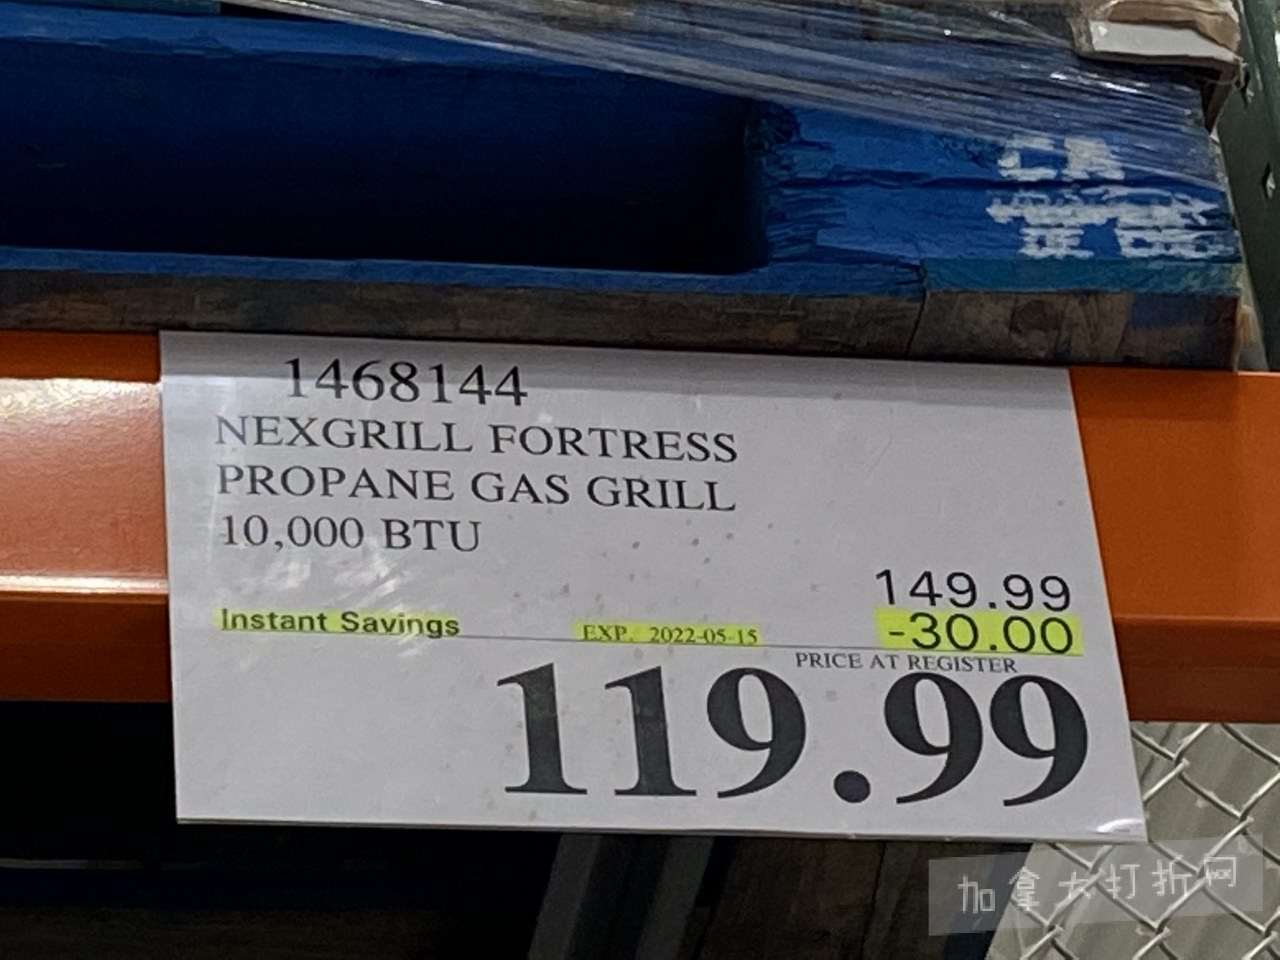 CA
1468144
NEXGRILL FORTRESS
PROPANE GAS GRILL
10,000 BTU
149.99
Instant Savings EXP. 2022-05-15 -30.00
PRICE AT REGISTER
119.99
加拿大打折网